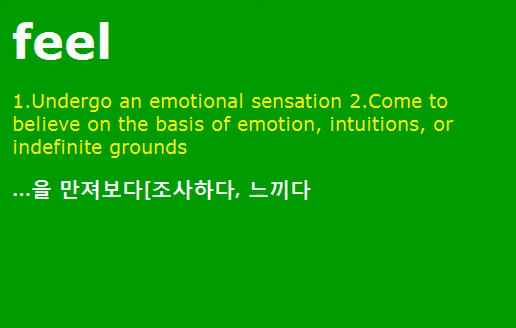 feel
1.Undergo an emotional sensation 2.Come to
believe on the basis of emotion, intuitions, or
indefinite grounds
...을 만져보다[조사하다, 느끼다